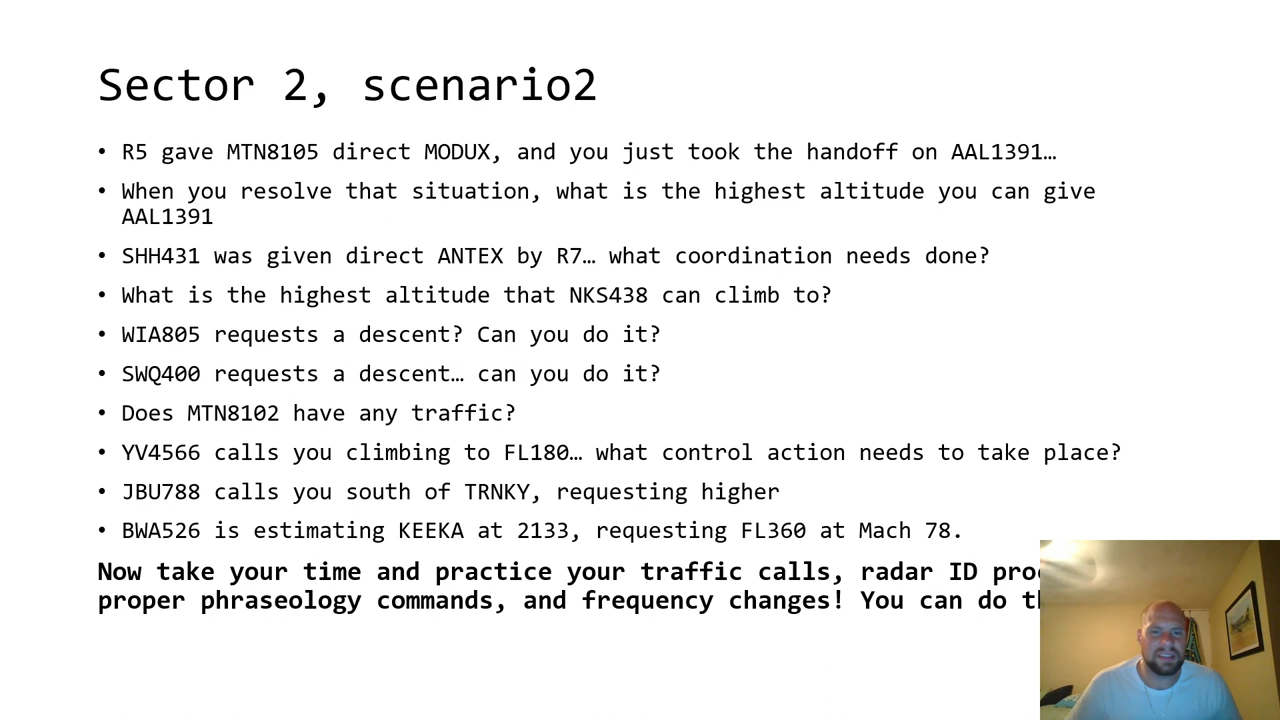 Sector 2, scenario2
• R5 gave MTN8105 direct MODUX, and you just took the handoff on AAL1391…
• When you resolve that situation, what is the highest altitude you can give
AAL1391
• SHH431 was given direct ANTEX by R7… what coordination needs done?
• What is the highest altitude that NKS438 can climb to?
• WIA805 requests a descent? Can you do it?
• SWQ400 requests a descent… can you do it?
• Does MTN8102 have any traffic?
• YV4566 calls you climbing to FL180… what control action needs to take place?
• JBU788 calls you south of TRNKY, requesting higher
• BWA526 is estimating KEEKA at 2133, requesting FL360 at Mach 78.
Now take your time and practice your traffic calls, radar ID
proper phraseology commands, and frequency changes! You can do